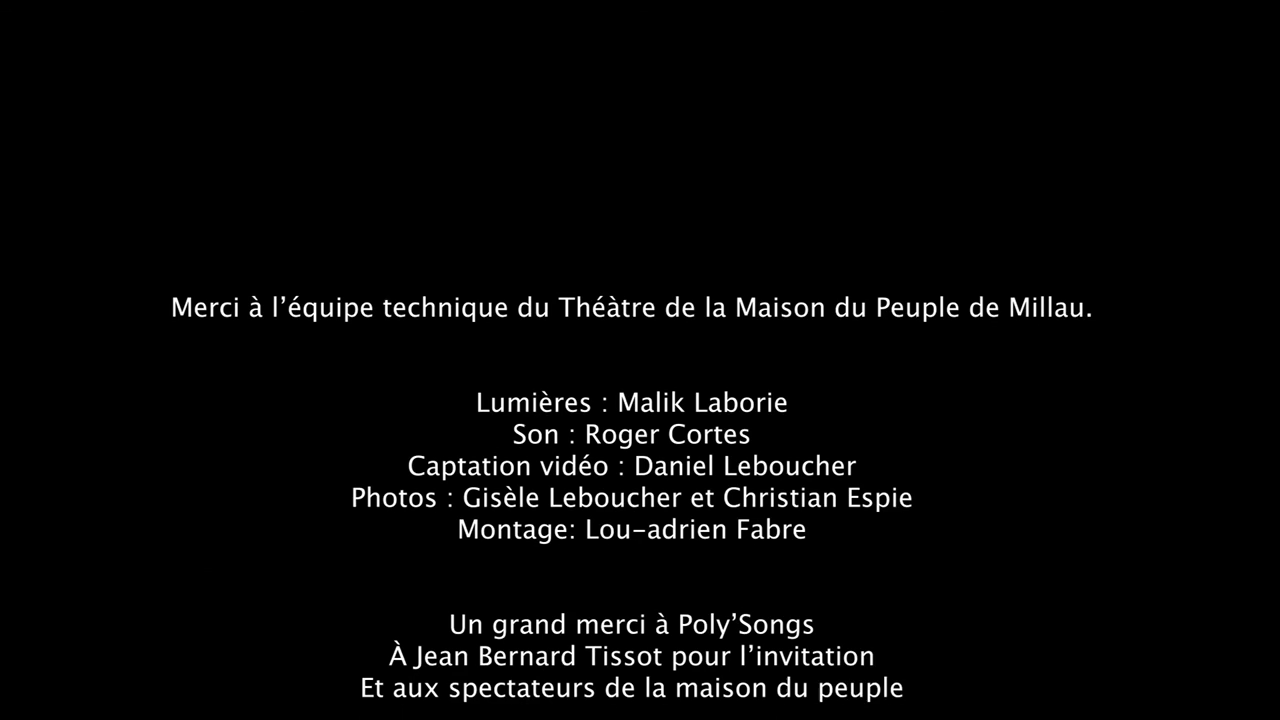 Merci à l’équipe technique du Théàtre de la Maison du Peuple de Millau.
Lumières : Malik Laborie
Son : Roger Cortes
Captation vidéo : Daniel Leboucher
Photos : Gisèle Leboucher et Christian Espie
Montage: Lou-adrien Fabre
Un grand merci à Poly’Songs
À Jean Bernard Tissot pour l’invitation
Et aux spectateurs de la maison du peuple